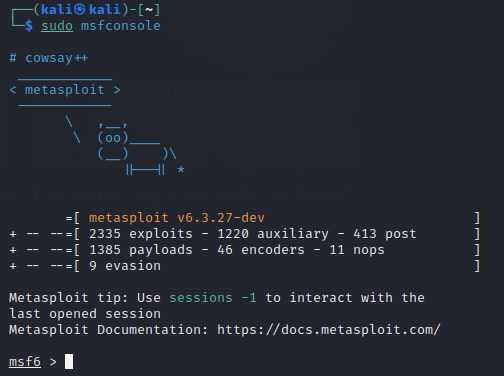 ┌──(kali㉿kali)-[~]
└─$ sudo msfconsole
# cowsay++
 ____________
< metasploit >
 ------------
       \   ,__,
        \  (oo)____
           (__)    )\
              ||--|| *
       =[ metasploit v6.3.27-dev                          ]
+ -- --=[ 2335 exploits - 1220 auxiliary - 413 post       ]
+ -- --=[ 1385 payloads - 46 encoders - 11 nops           ]
+ -- --=[ 9 evasion                                       ]
Metasploit tip: Use sessions -1 to interact with the
last opened session
Metasploit Documentation: https://docs.metasploit.com/
msf6 >